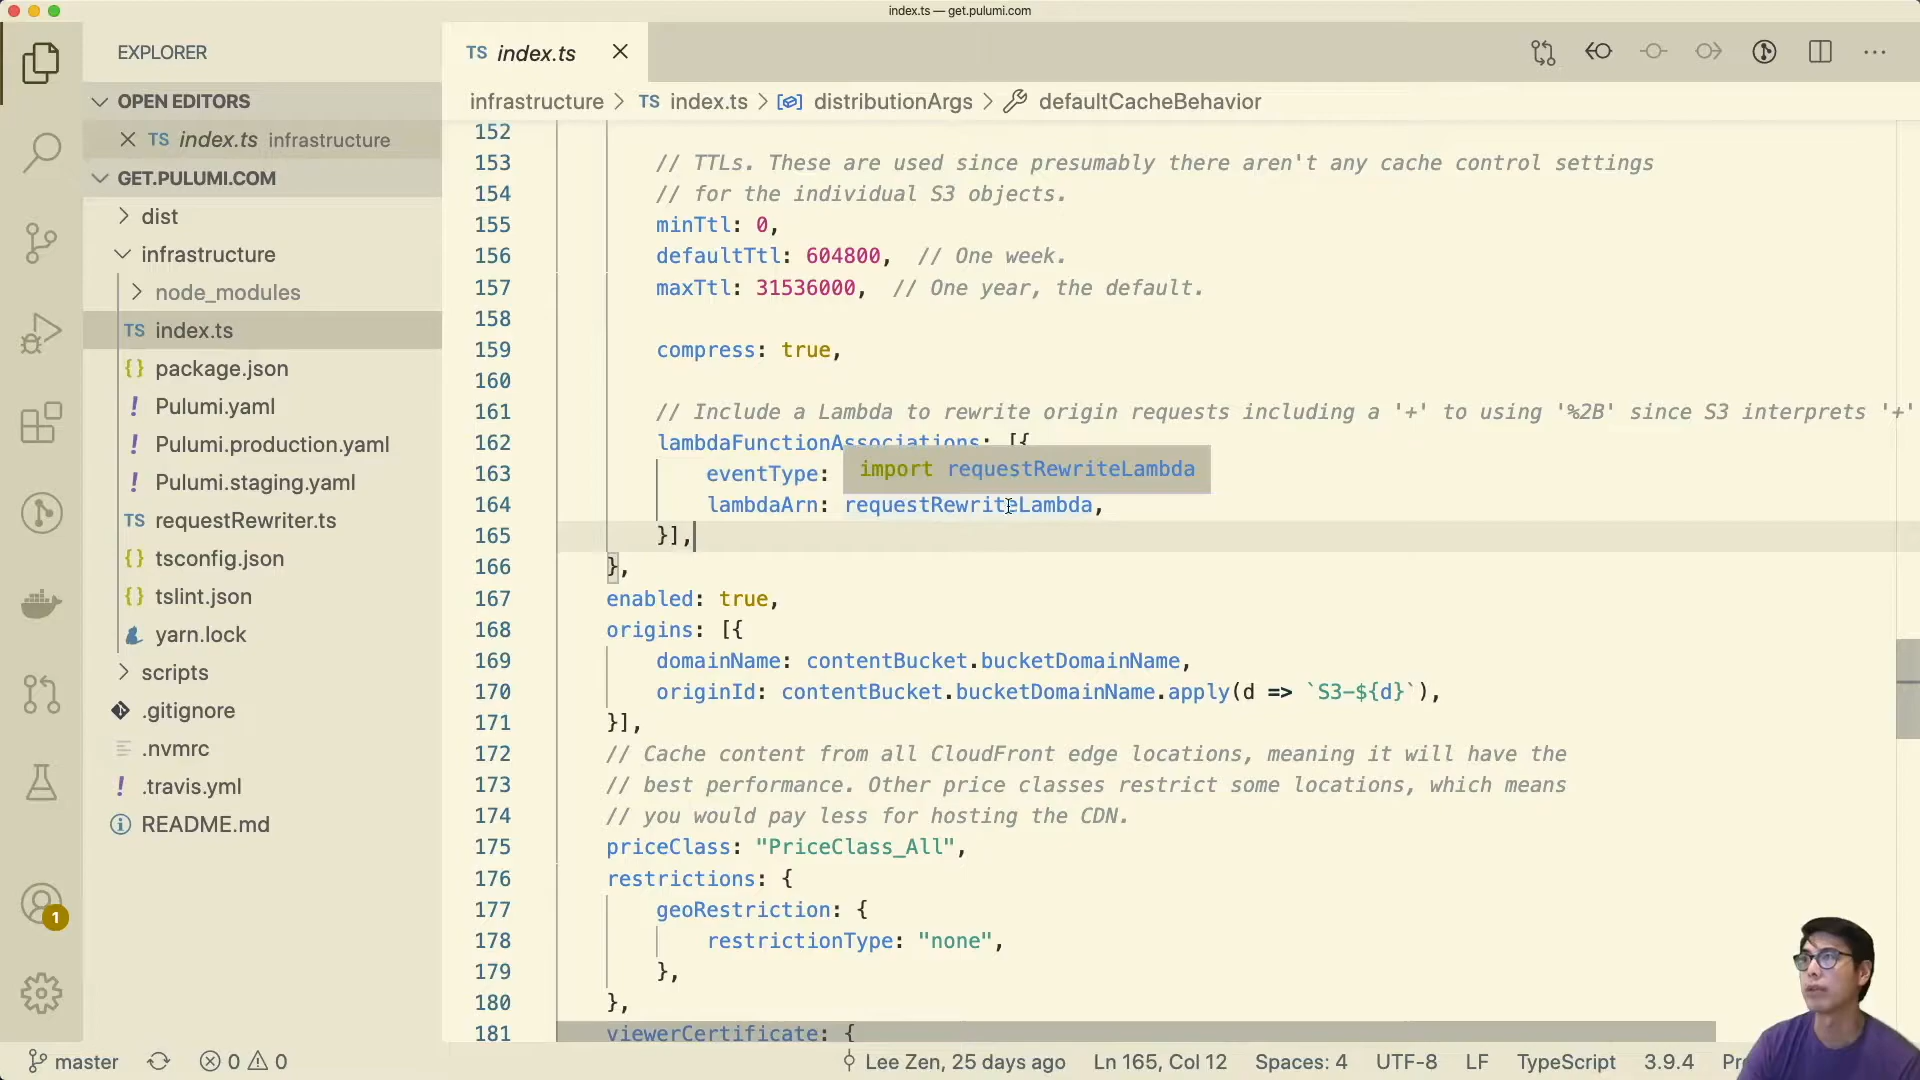 index.ts — get.pulumi.com
EXPLORER
OPEN EDITORS
TS index.ts infrastructure
GET.PULUMI.COM
dist
infrastructure
node_modules
TS index.ts
{} package.json
! Pulumi.yaml
! Pulumi.production.yaml
! Pulumi.staging.yaml
TS requestRewriter.ts
{} tsconfig.json
{} tslint.json
yarn.lock
scripts
.gitignore
.nvmrc
! .travis.yml
README.md
1
TS index.ts
infrastructure > TS index.ts > distributionArgs > defaultCacheBehavior
152
153 // TTLs. These are used since presumably there aren't any cache control settings
154 // for the individual S3 objects.
155 minTtl: 0,
156 defaultTtl: 604800, // One week.
157 maxTtl: 31536000, // One year, the default.
158
159 compress: true,
160
161 // Include a Lambda to rewrite origin requests including a '+' to using '%2B' since S3 interprets '+'
162 lambdaFunctionAssociations: [{
import requestRewriteLambda
163 eventType:
164 lambdaArn: requestRewriteLambda,
165 }],
166 },
167 enabled: true,
168 origins: [{
169 domainName: contentBucket.bucketDomainName,
170 originId: contentBucket.bucketDomainName.apply(d => `S3-${d}`),
171 }],
172 // Cache content from all CloudFront edge locations, meaning it will have the
173 // best performance. Other price classes restrict some locations, which means
174 // you would pay less for hosting the CDN.
175 priceClass: "PriceClass_All",
176 restrictions: {
177 geoRestriction: {
178 restrictionType: "none",
179 },
180 },
181 viewerCertificate: {
master 0 0 Lee Zen, 25 days ago Ln 165, Col 12 Spaces: 4 UTF-8 LF TypeScript 3.9.4